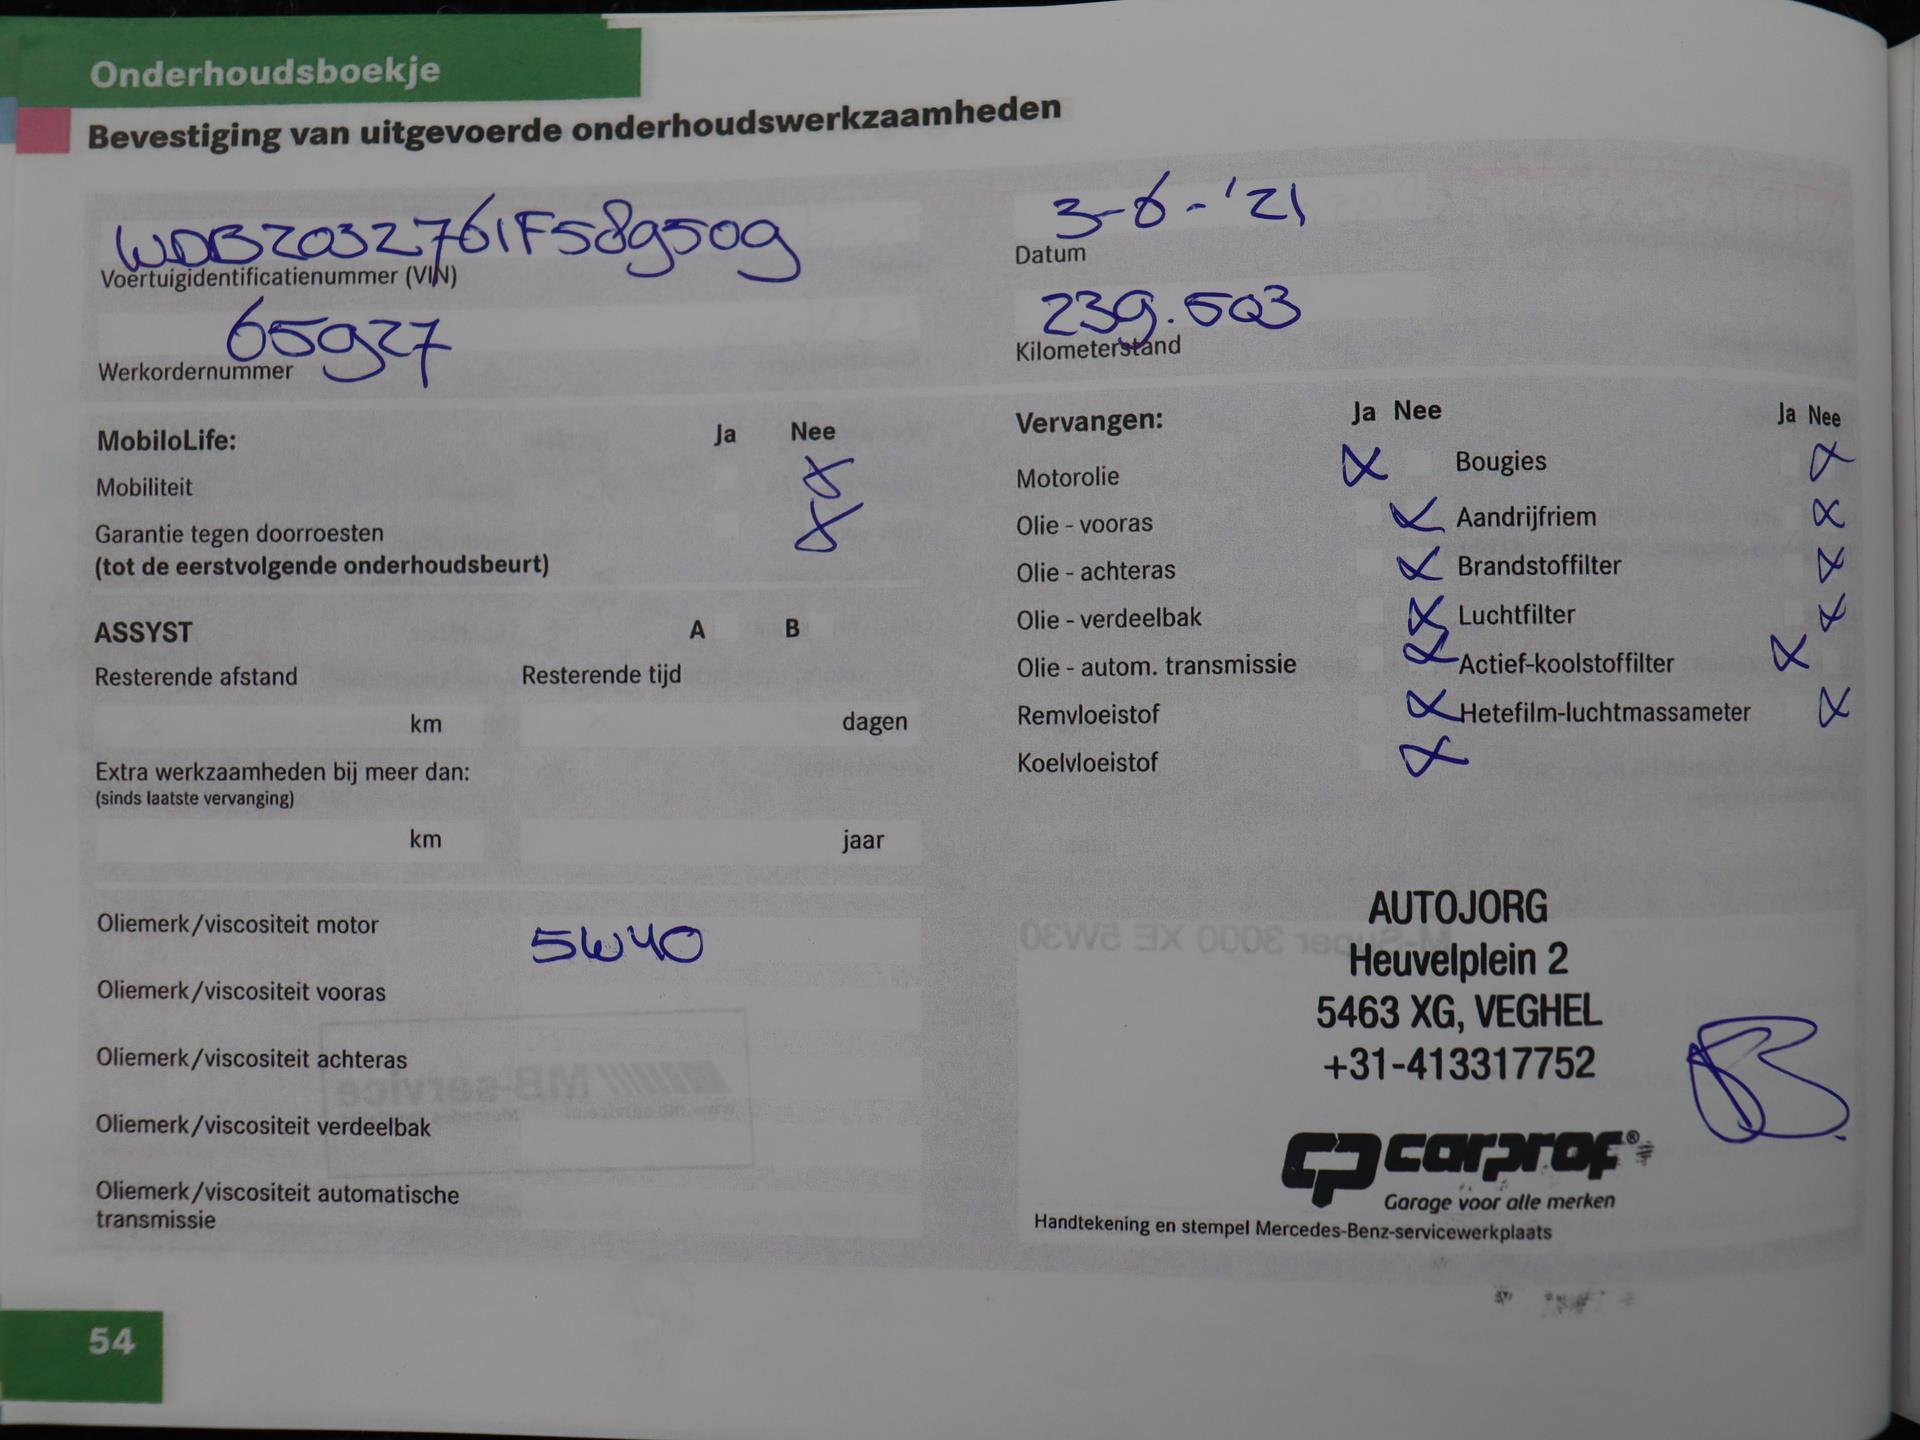 Onderhoudsboekje
Bevestiging van uitgevoerde onderhoudswerkzaamheden
WDB2032761F589509
Voertuigidentificatienummer (VIN)
65927
Werkordernummer
3-6-'21
Datum
239.503
Kilometerstand
MobiloLife: Ja Nee
Mobiliteit x
Garantie tegen doorroesten x
(tot de eerstvolgende onderhoudsbeurt)
ASSYST A B
Resterende afstand Resterende tijd
km dagen
Extra werkzaamheden bij meer dan:
(sinds laatste vervanging)
km jaar
Oliemerk/viscositeit motor 5W40
Oliemerk/viscositeit vooras
Oliemerk/viscositeit achteras
Oliemerk/viscositeit verdeelbak
Oliemerk/viscositeit automatische
transmissie
Vervangen: Ja Nee Ja Nee
Motorolie x Bougies x
Olie - vooras x Aandrijfriem x
Olie - achteras x Brandstoffilter x
Olie - verdeelbak x Luchtfilter x
Olie - autom. transmissie x Actief-koolstoffilter x
Remvloeistof x Hetefilm-luchtmassameter x
Koelvloeistof x
AUTOJORG
Heuvelplein 2
5463 XG, VEGHEL
+31-413317752
cp carprof®
Garage voor alle merken
Handtekening en stempel Mercedes-Benz-servicewerkplaats
54